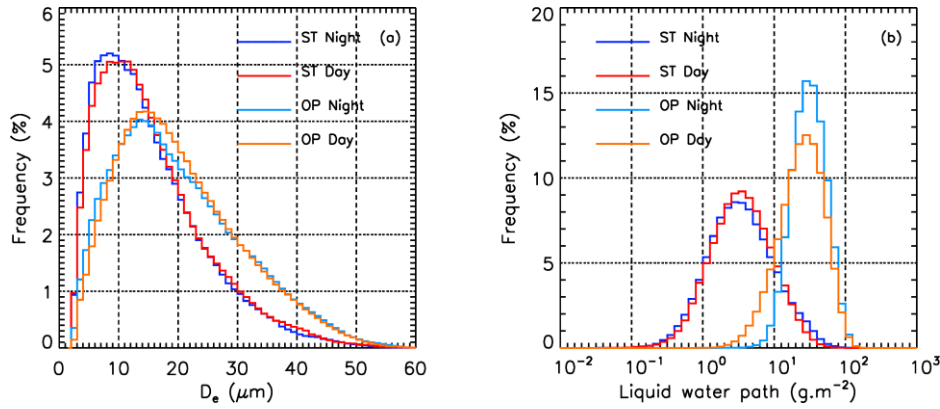 6
5
4
3
2
1
0
Frequency (%)
ST Night
ST Day
OP Night
OP Day
(a)
0 10 20 30 40 50 60
De (μm)
20
15
10
5
0
Frequency (%)
ST Night
ST Day
OP Night
OP Day
(b)
10⁻² 10⁻¹ 10⁰ 10¹ 10² 10³
Liquid water path (g.m⁻²)